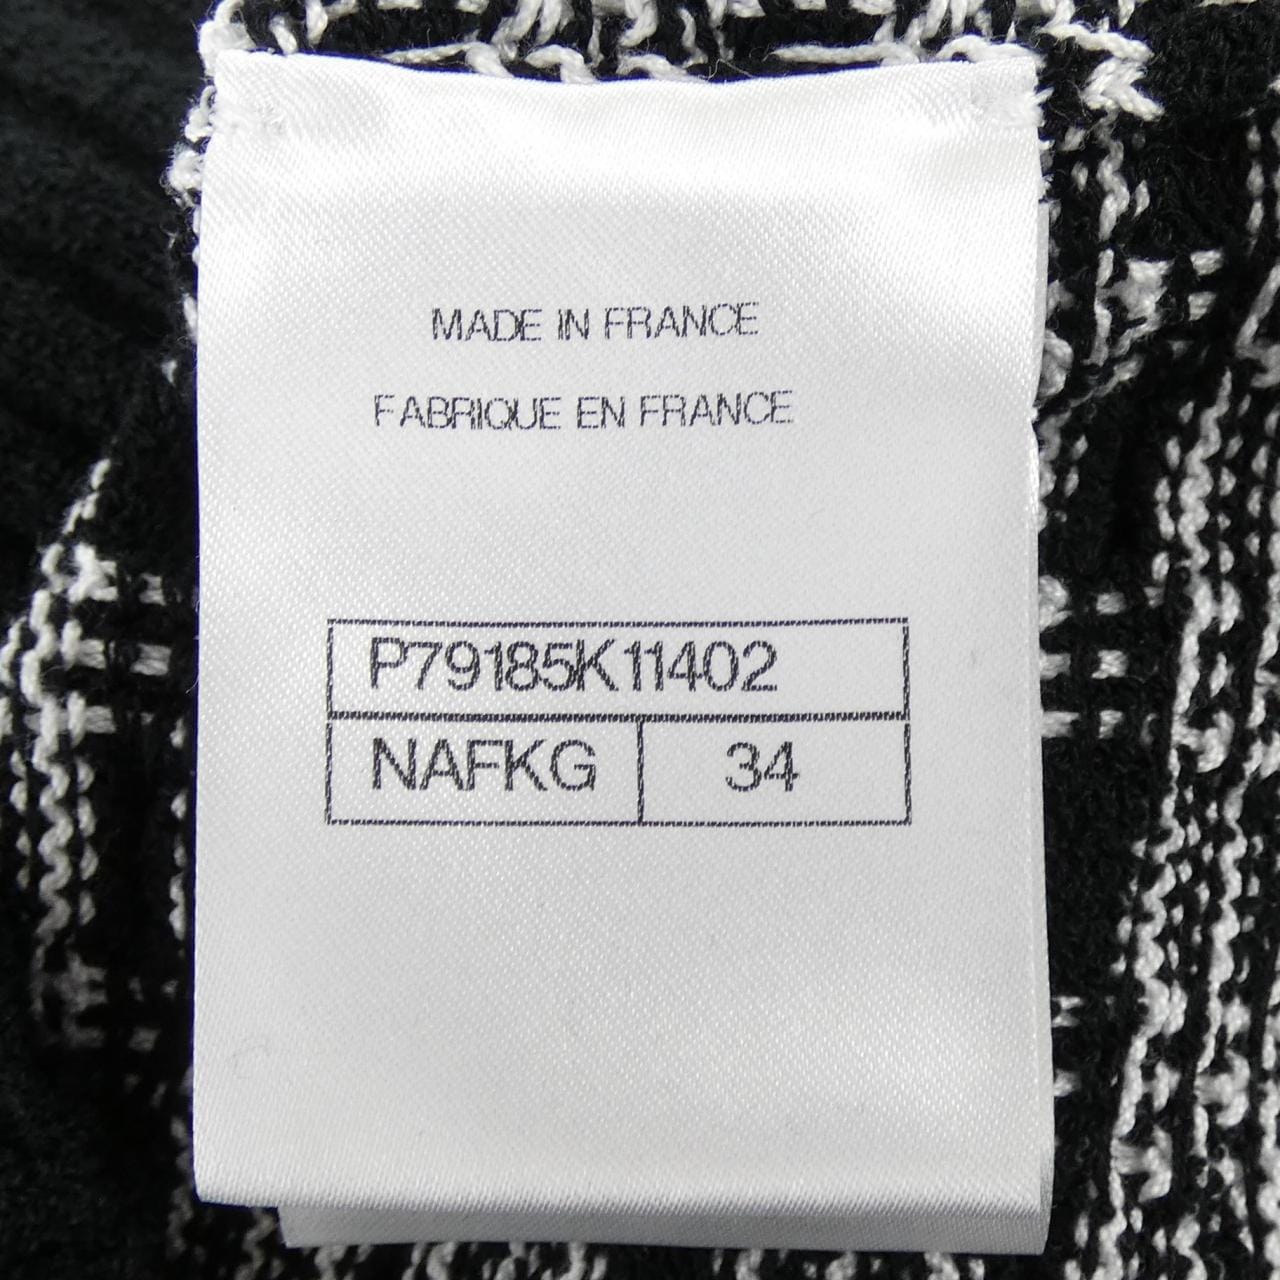 MADE IN FRANCE
FABRIQUE EN FRANCE
P79185K11402
NAFKG 34